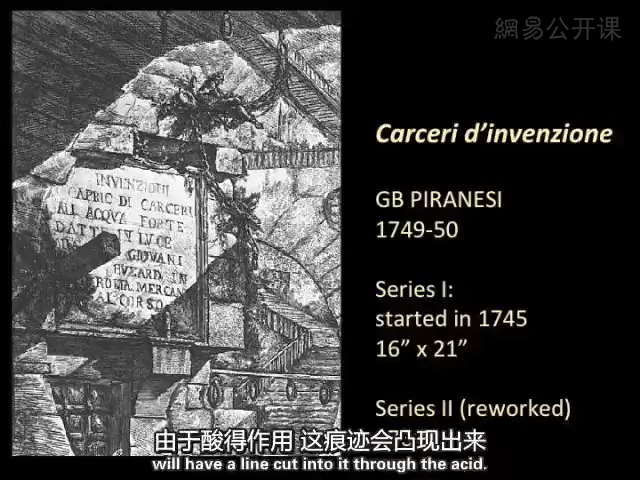 網易公开课
INVENZIONI
CAPRIC DI CARCERI
ALL ACQVA FORTE
DATTE IN LVCE
GIOVANI
BUZARD IN
ROMA MERCAN
AL CORSO
Carceri d’invenzione
GB PIRANESI
1749-50
Series I:
started in 1745
16” x 21”
Series II (reworked)
由于酸得作用 这痕迹会凸现出来
will have a line cut into it through the acid.